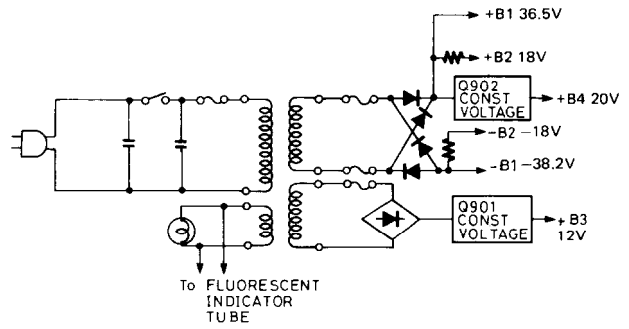 +B1 36.5V
+B2 18V
Q902
CONST
VOLTAGE
+B4 20V
-B2 -18V
-B1 -38.2V
Q901
CONST
VOLTAGE
+B3
12V
To FLUORESCENT
INDICATOR
TUBE